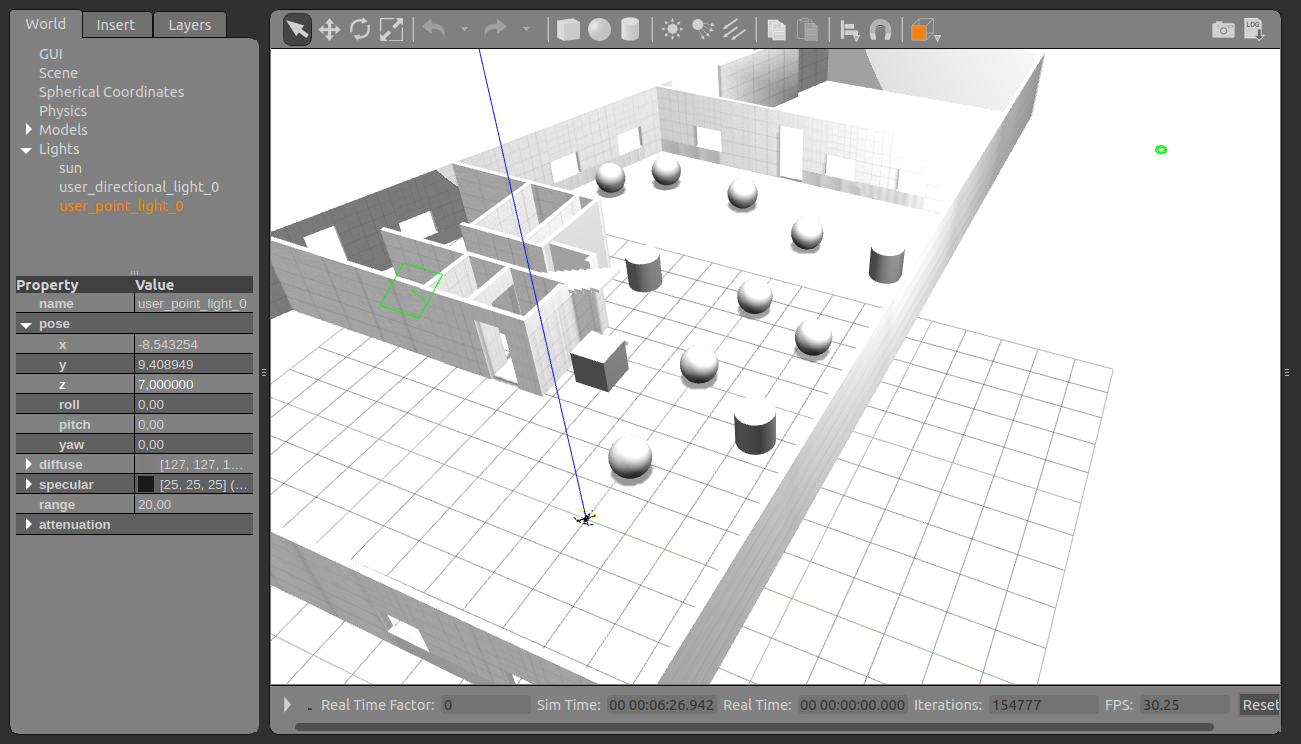 World Insert Layers
GUI
Scene
Spherical Coordinates
Physics
Models
Lights
sun
user_directional_light_0
user_point_light_0
Property Value
name user_point_light_0
pose
x -8,543254
y 9,408949
z 7,000000
roll 0,00
pitch 0,00
yaw 0,00
diffuse [127, 127, 1...
specular [25, 25, 25] (...
range 20,00
attenuation
LOG
Real Time Factor: 0 Sim Time: 00 00:06:26.942 Real Time: 00 00:00:00.000 Iterations: 154777 FPS: 30.25 Reset